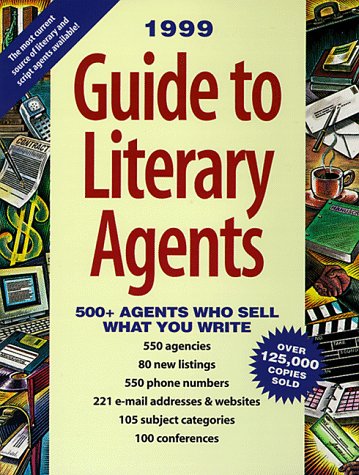 The most current
source of literary and
script agents available!
1999
Guide to
Literary
Agents
500+ AGENTS WHO SELL
WHAT YOU WRITE
550 agencies
80 new listings
550 phone numbers
221 e-mail addresses & websites
105 subject categories
100 conferences
OVER
125,000
COPIES
SOLD
CONTRACT